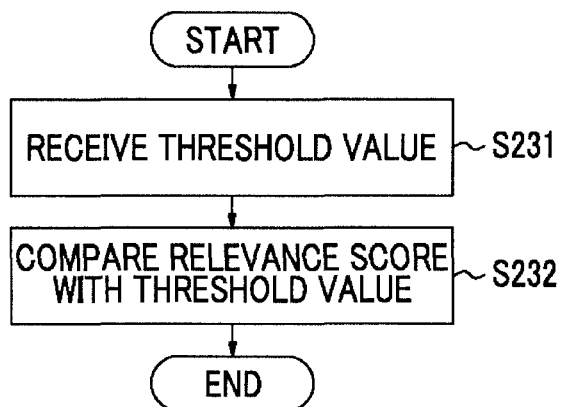 START
RECEIVE THRESHOLD VALUE
S231
COMPARE RELEVANCE SCORE
WITH THRESHOLD VALUE
S232
END